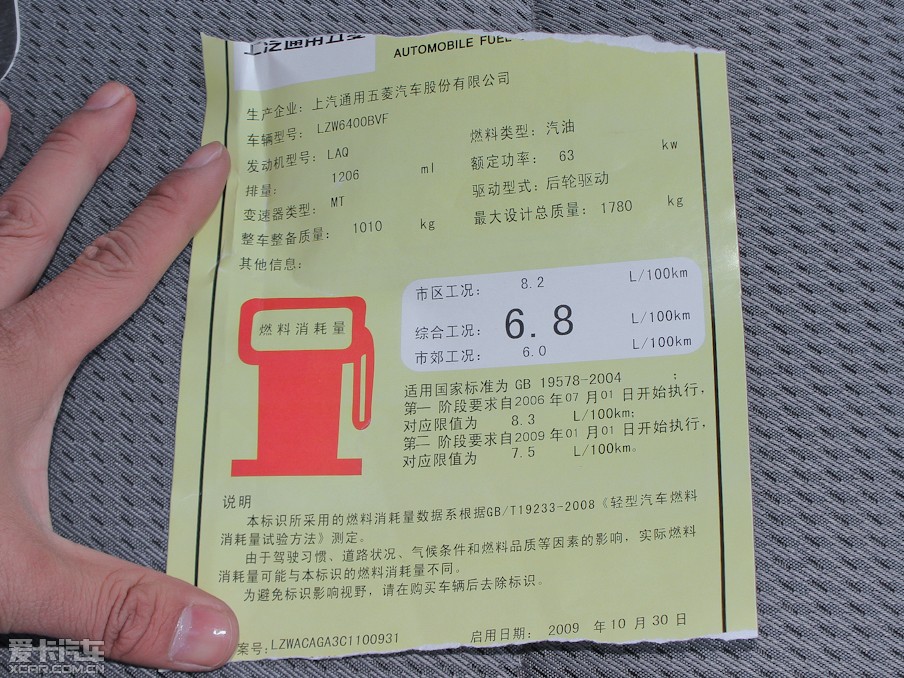 上汽通用五菱
AUTOMOBILE FUEL
生产企业: 上汽通用五菱汽车股份有限公司
车辆型号: LZW6400BVF
发动机型号: LAQ 燃料类型: 汽油
排量: 1206 ml 额定功率: 63 kw
变速器类型: MT 驱动型式: 后轮驱动
整车整备质量: 1010 kg 最大设计总质量: 1780 kg
其他信息:
燃料消耗量
市区工况: 8.2 L/100km
综合工况: 6.8 L/100km
市郊工况: 6.0 L/100km
适用国家标准为 GB 19578-2004 ;
第一 阶段要求自2006 年07 月01 日开始执行,
对应限值为 8.3 L/100km;
第二 阶段要求自2009 年01 月01 日开始执行,
对应限值为 7.5 L/100km。
说明
本标识所采用的燃料消耗量数据系根据GB/T19233-2008《轻型汽车燃料
消耗量试验方法》测定。
由于驾驶习惯、道路状况、气候条件和燃料品质等因素的影响, 实际燃料
消耗量可能与本标识的燃料消耗量不同。
为避免标识影响视野, 请在购买车辆后去除标识。
案号: LZWACAGA3C1100931 启用日期: 2009 年 10 月 30 日
爱卡汽车
XCAR.COM.CN